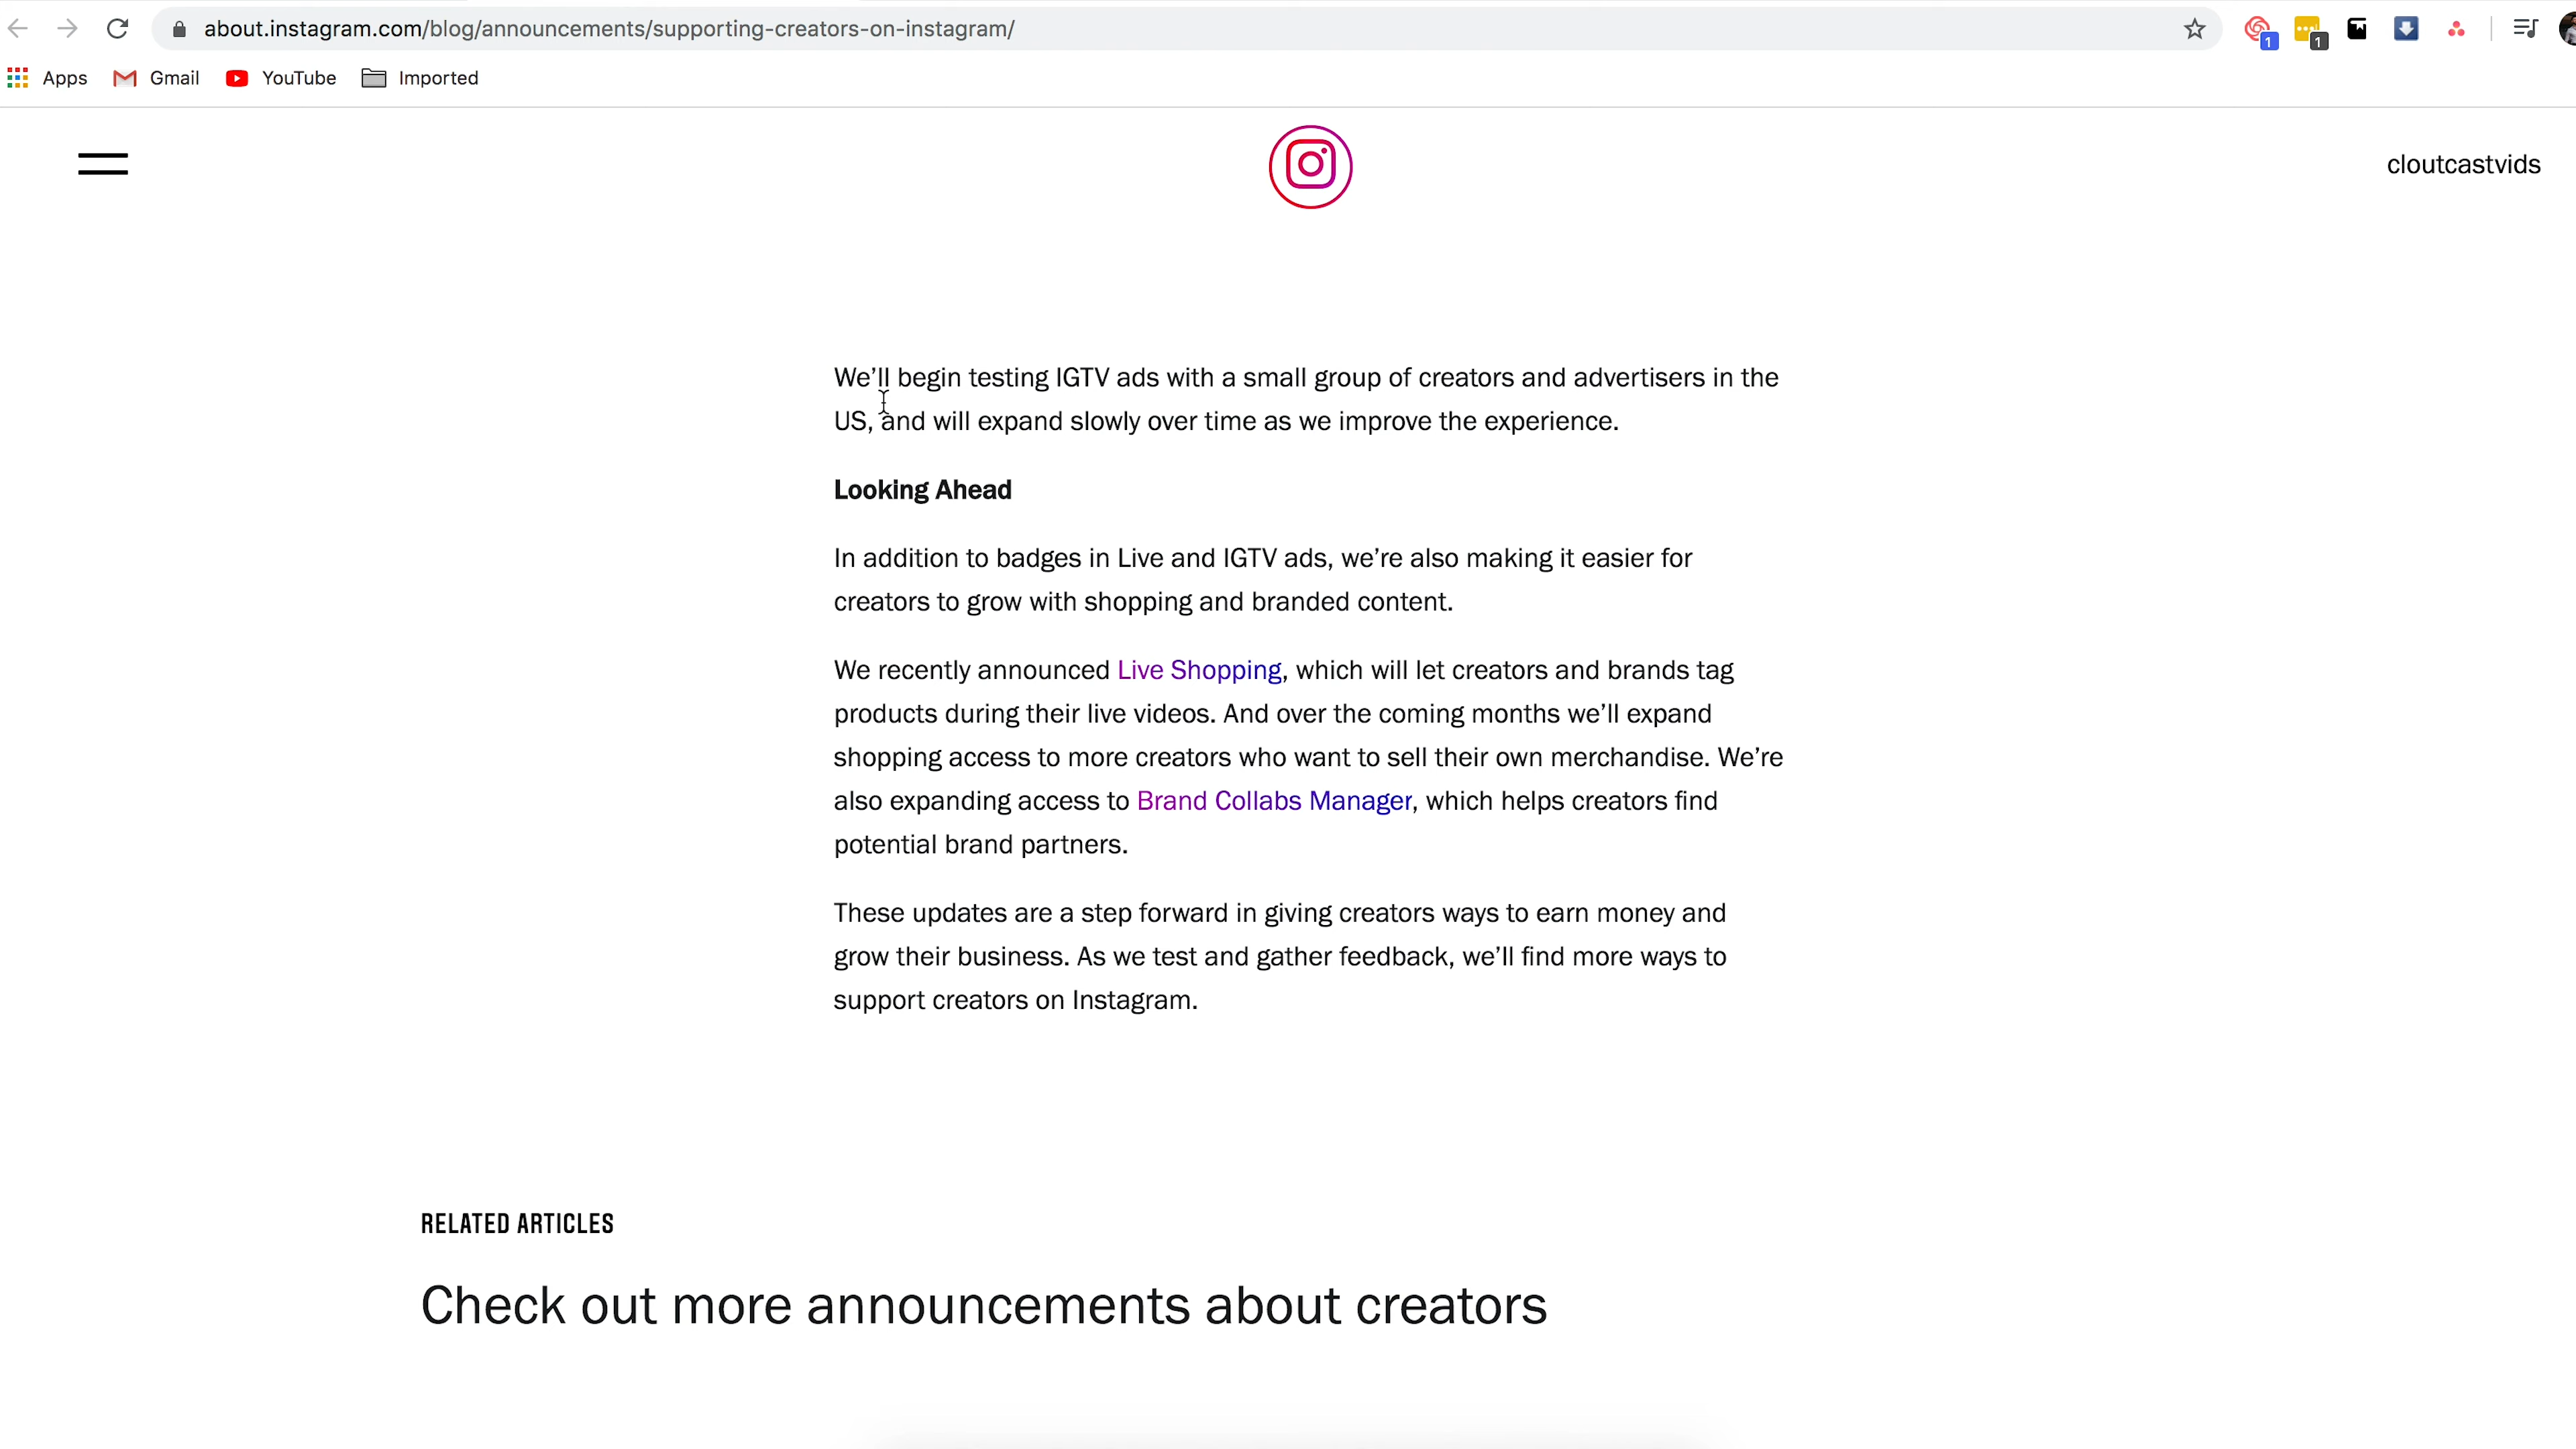 about.instagram.com/blog/announcements/supporting-creators-on-instagram/
1
1
Apps
Gmail
YouTube
Imported
cloutcastvids
We’ll begin testing IGTV ads with a small group of creators and advertisers in the
US, and will expand slowly over time as we improve the experience.
Looking Ahead
In addition to badges in Live and IGTV ads, we’re also making it easier for
creators to grow with shopping and branded content.
We recently announced Live Shopping, which will let creators and brands tag
products during their live videos. And over the coming months we’ll expand
shopping access to more creators who want to sell their own merchandise. We’re
also expanding access to Brand Collabs Manager, which helps creators find
potential brand partners.
These updates are a step forward in giving creators ways to earn money and
grow their business. As we test and gather feedback, we’ll find more ways to
support creators on Instagram.
RELATED ARTICLES
Check out more announcements about creators